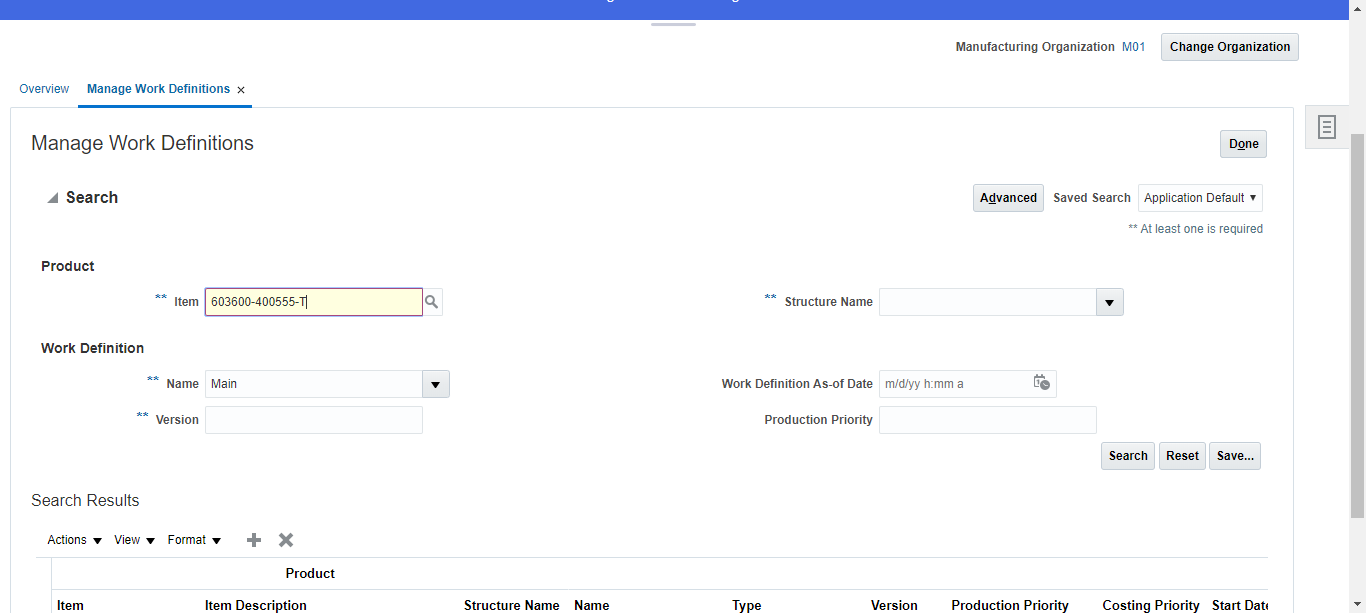 Manufacturing Organization M01 Change Organization
Overview Manage Work Definitions ×
Manage Work Definitions Done
Search Advanced Saved Search Application Default
** At least one is required
Product
** Item 603600-400555-T ** Structure Name
Work Definition
** Name Main Work Definition As-of Date m/d/yy h:mm a
** Version Production Priority
Search Reset Save...
Search Results
Actions View Format
Product
Item Item Description Structure Name Name Type Version Production Priority Costing Priority Start Date